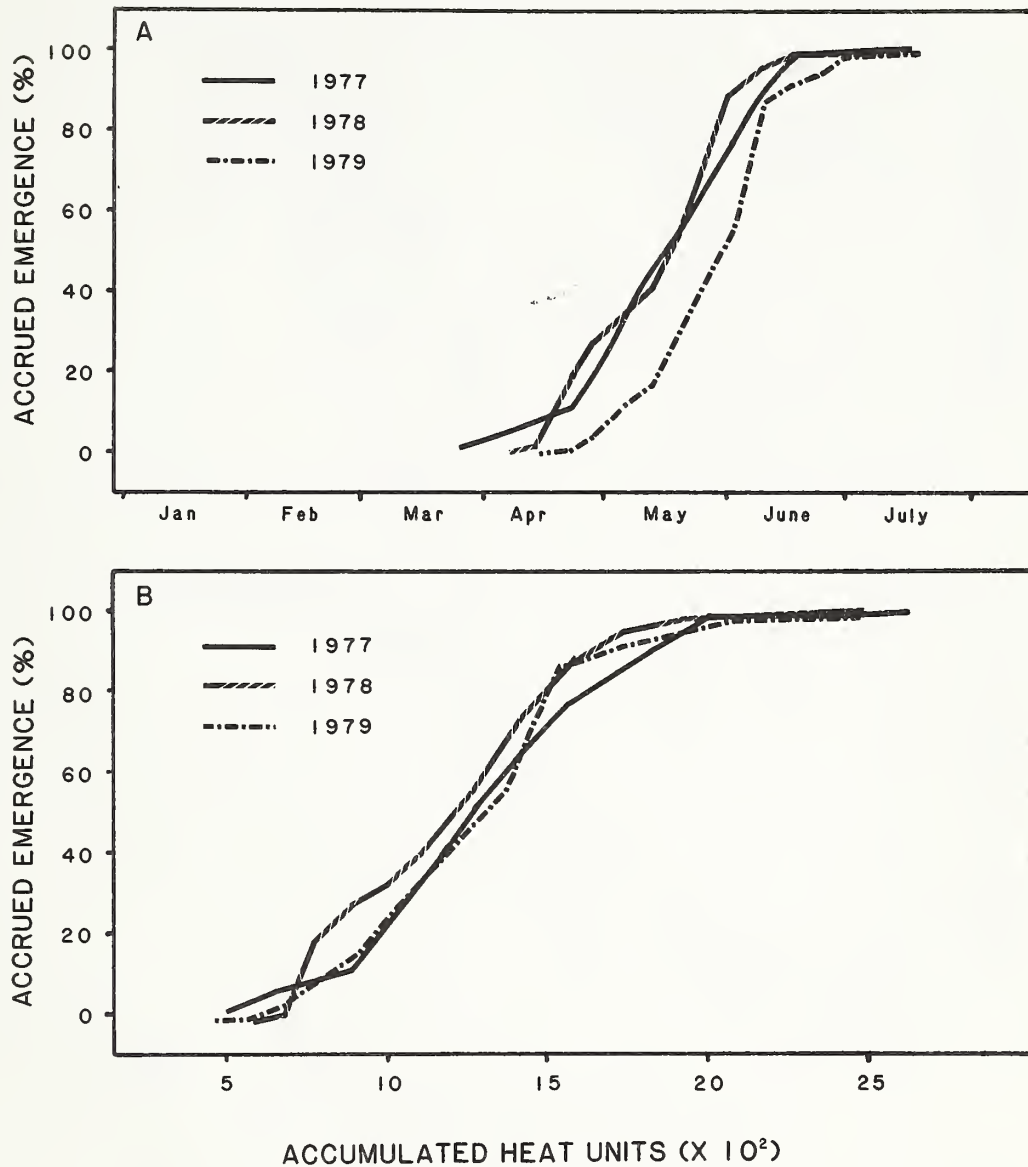 A
ACCRUED EMERGENCE (%)
100
80
60
40
20
0
1977
1978
1979
Jan Feb Mar Apr May June July
B
ACCRUED EMERGENCE (%)
100
80
60
40
20
0
1977
1978
1979
5 10 15 20 25
ACCUMULATED HEAT UNITS (X 10²)